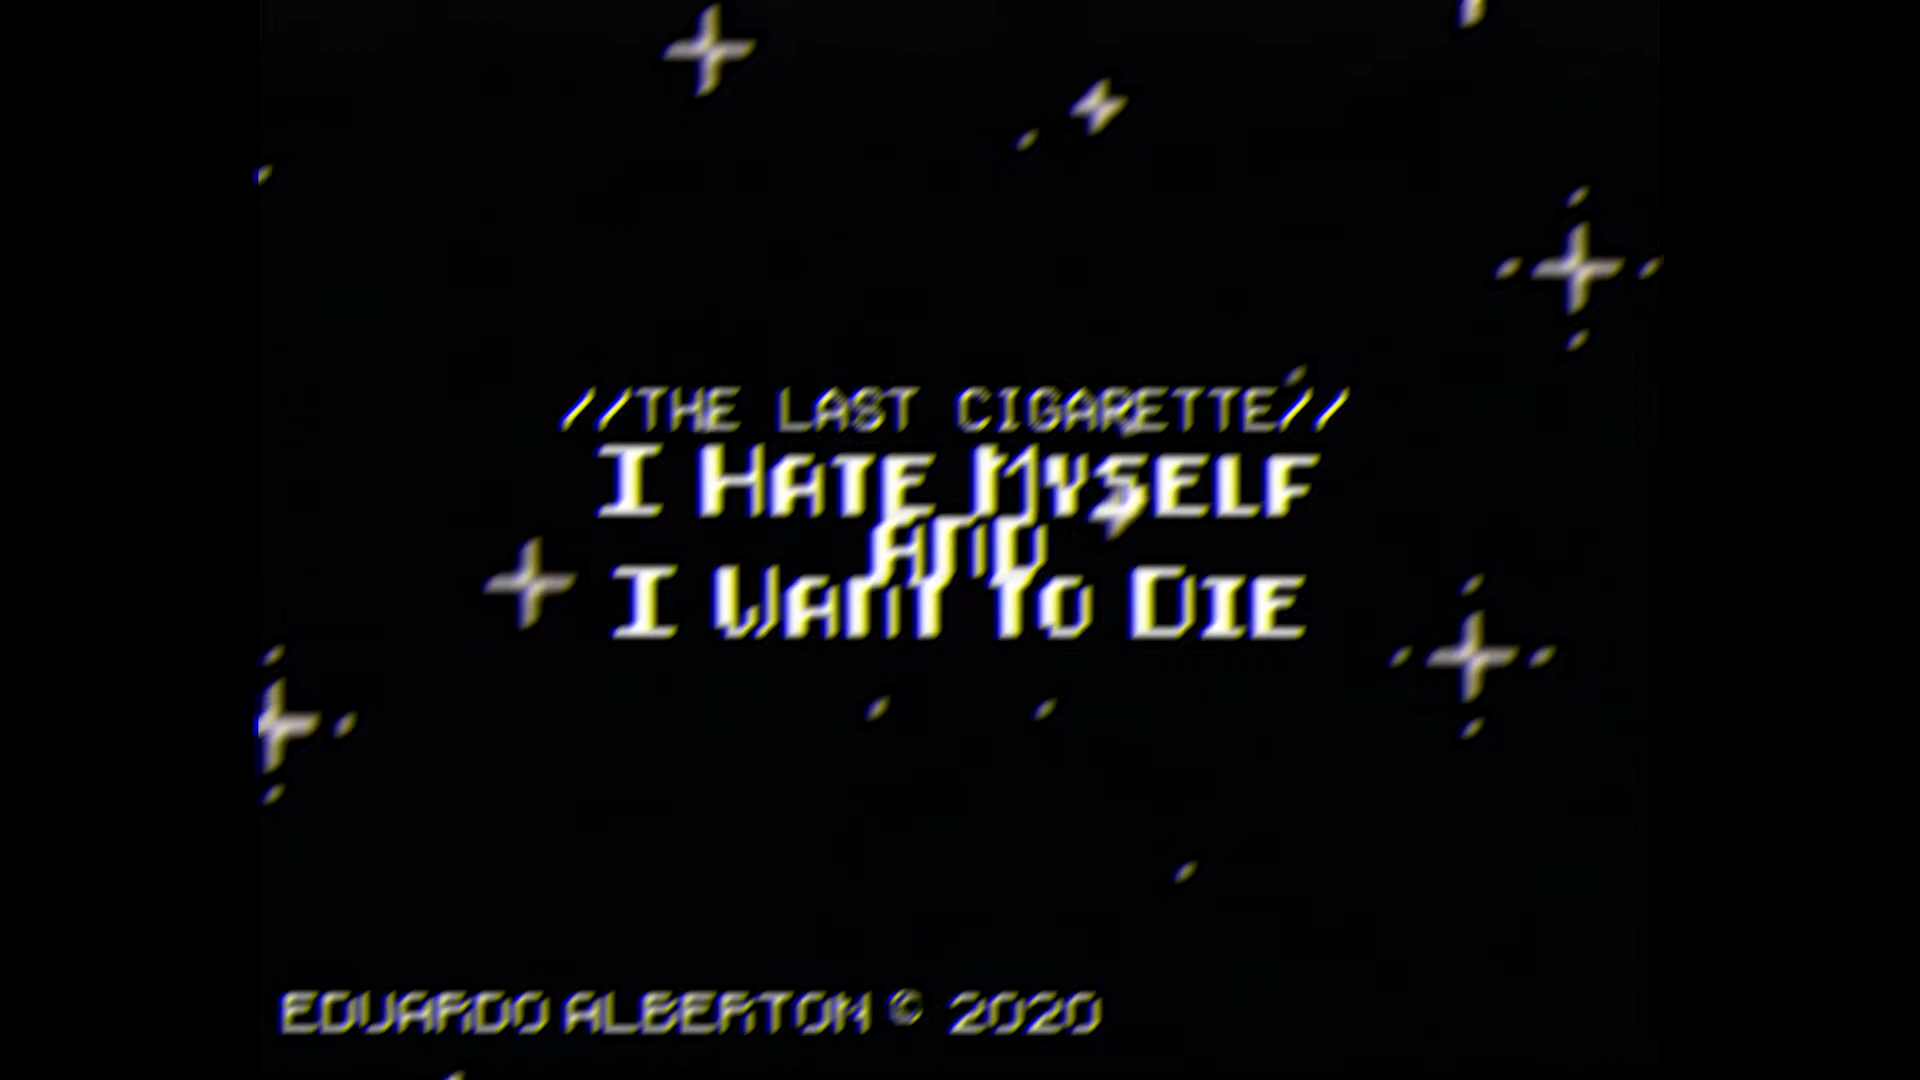 //THE LAST CIGARETTE//
I HATE MYSELF
AND
I WANT TO DIE
EDUARDO ALBERTON © 2020